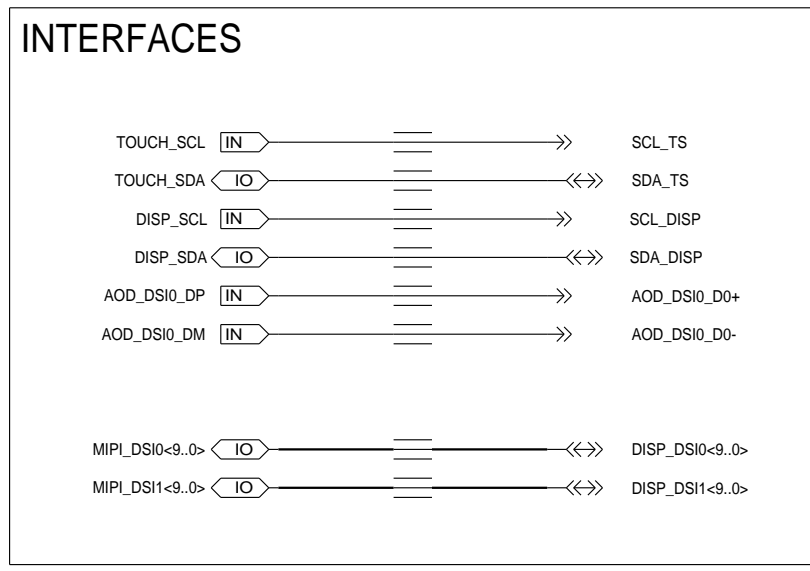 INTERFACES
TOUCH_SCL IN SCL_TS
TOUCH_SDA IO SDA_TS
DISP_SCL IN SCL_DISP
DISP_SDA IO SDA_DISP
AOD_DSI0_DP IN AOD_DSI0_D0+
AOD_DSI0_DM IN AOD_DSI0_D0-
MIPI_DSI0<9..0> IO DISP_DSI0<9..0>
MIPI_DSI1<9..0> IO DISP_DSI1<9..0>